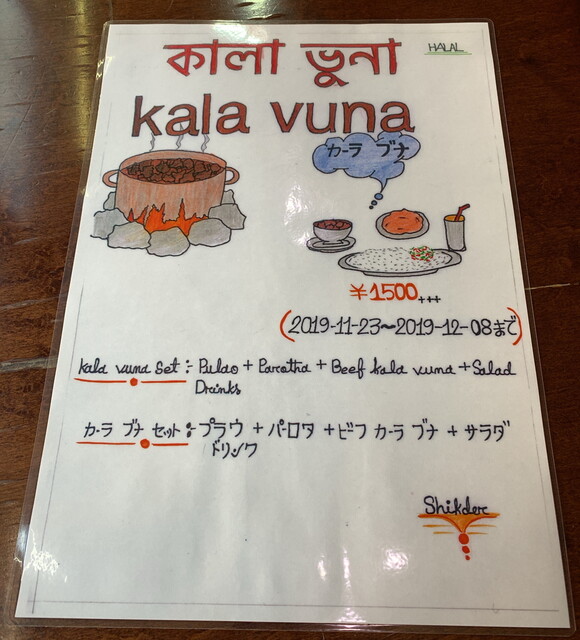 কালা ভুনা
HALAL
kala vuna
カーラ ブナ
¥1500+++
(2019-11-23～2019-12-08まで)
kala vuna set :- Pulao + Paratha + Beef kala vuna + Salad
Drinks
カーラ ブナ セット :- プラウ + パーロタ + ビフ カーラ ブナ + サラダ
ドリンク
Shikder